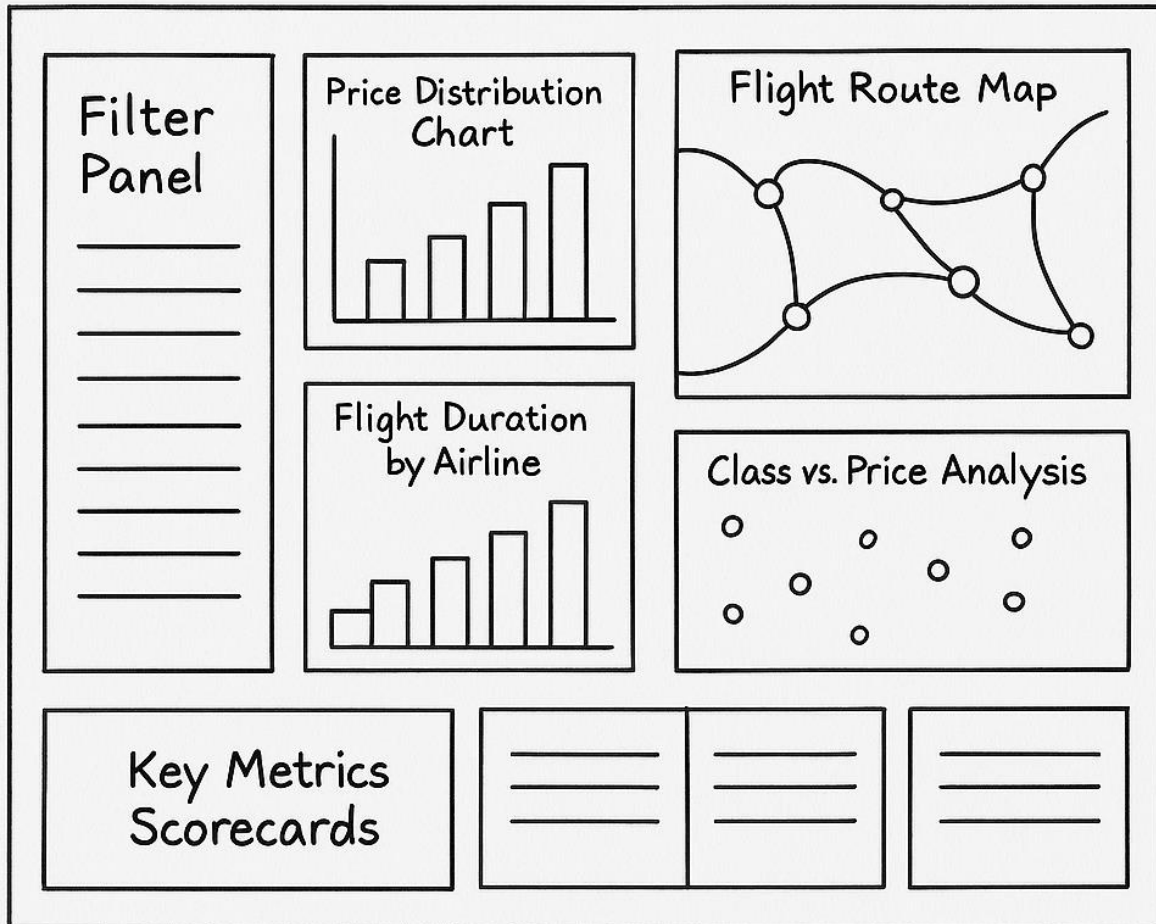 Filter
Panel
Price Distribution
Chart
Flight Route Map
Flight Duration
by Airline
Class vs. Price Analysis
Key Metrics
Scorecards